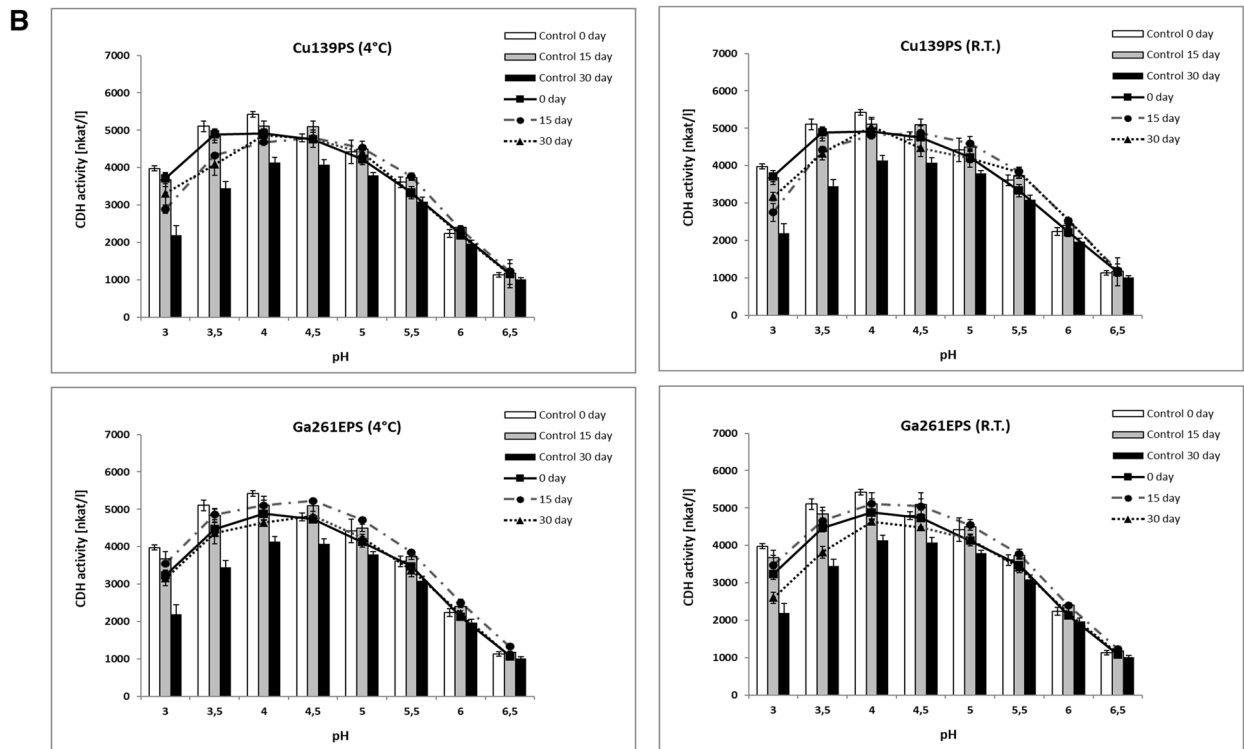 B
Cu139PS (4°C)
CDH activity [nkat/l]
7000
6000
5000
4000
3000
2000
1000
0
3 3,5 4 4,5 5 5,5 6 6,5
pH
Control 0 day
Control 15 day
Control 30 day
0 day
15 day
30 day
Cu139PS (R.T.)
CDH activity [nkat/l]
7000
6000
5000
4000
3000
2000
1000
0
3 3,5 4 4,5 5 5,5 6 6,5
pH
Control 0 day
Control 15 day
Control 30 day
0 day
15 day
30 day
Ga261EPS (4°C)
CDH activity [nkat/l]
7000
6000
5000
4000
3000
2000
1000
0
3 3,5 4 4,5 5 5,5 6 6,5
pH
Control 0 day
Control 15 day
Control 30 day
0 day
15 day
30 day
Ga261EPS (R.T.)
CDH activity [nkat/l]
7000
6000
5000
4000
3000
2000
1000
0
3 3,5 4 4,5 5 5,5 6 6,5
pH
Control 0 day
Control 15 day
Control 30 day
0 day
15 day
30 day